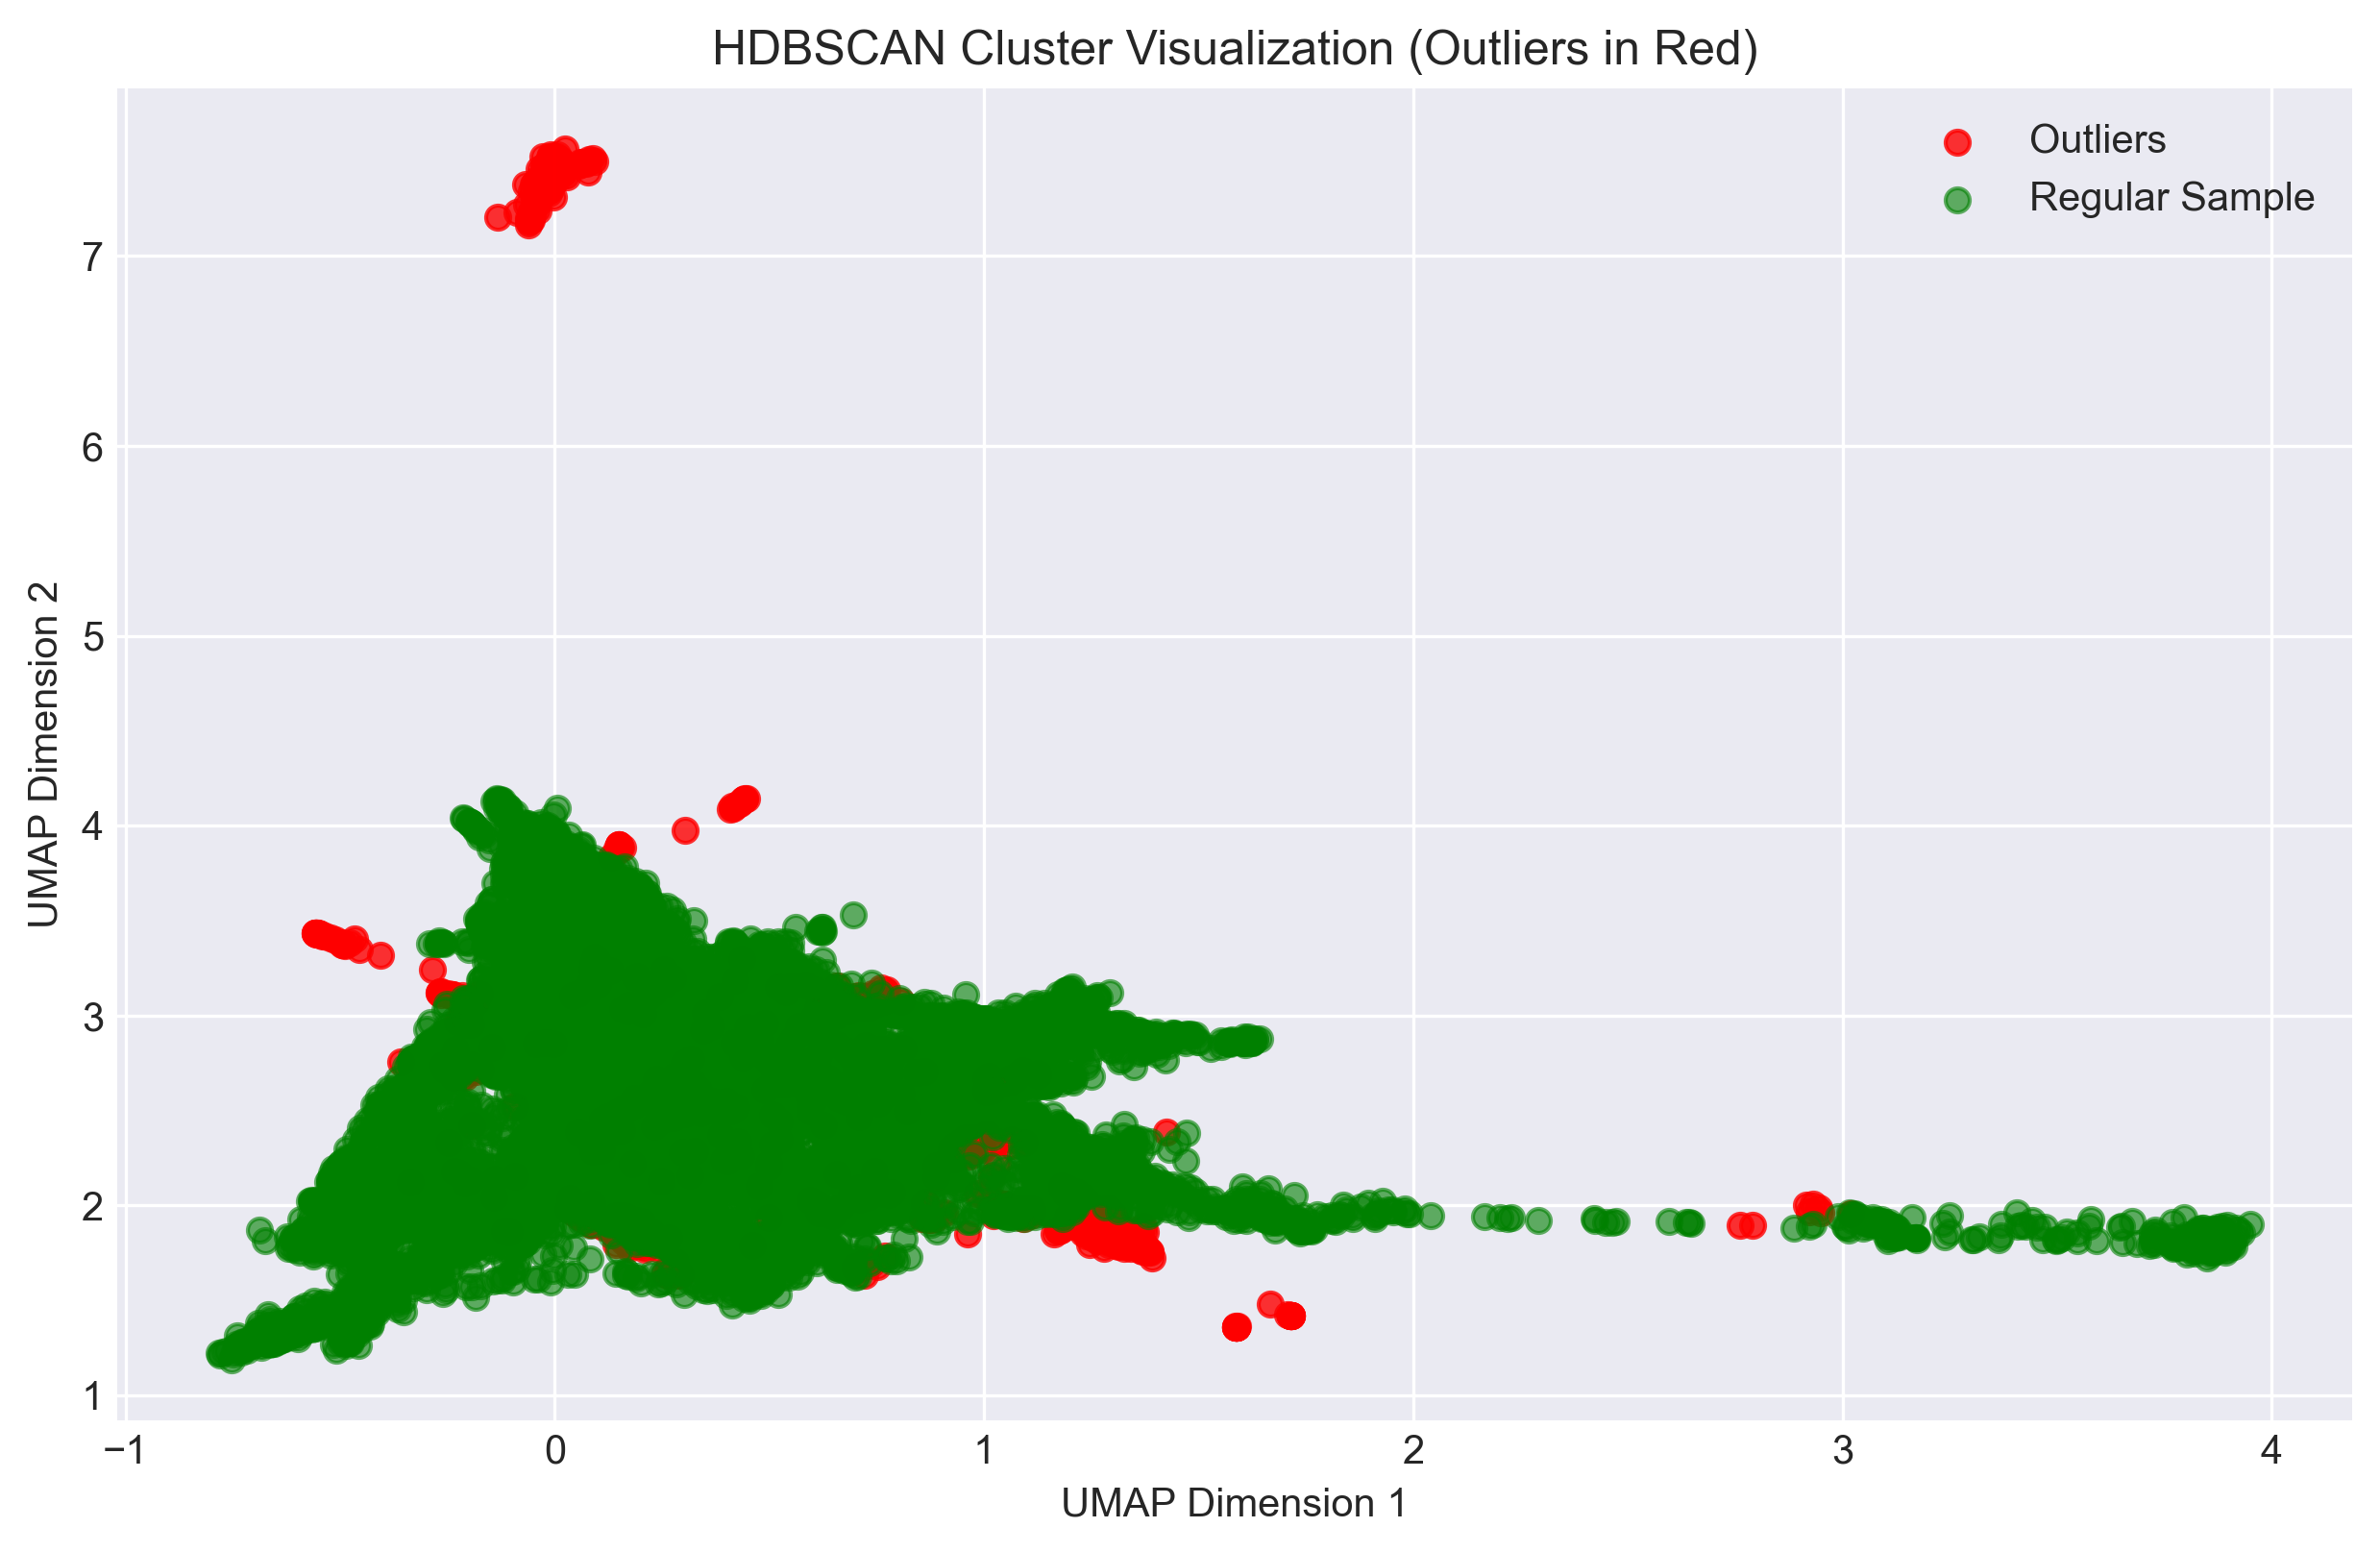 HDBSCAN Cluster Visualization (Outliers in Red)
Outliers
Regular Sample
UMAP Dimension 2
7
6
5
4
3
2
1
−1 0 1 2 3 4
UMAP Dimension 1